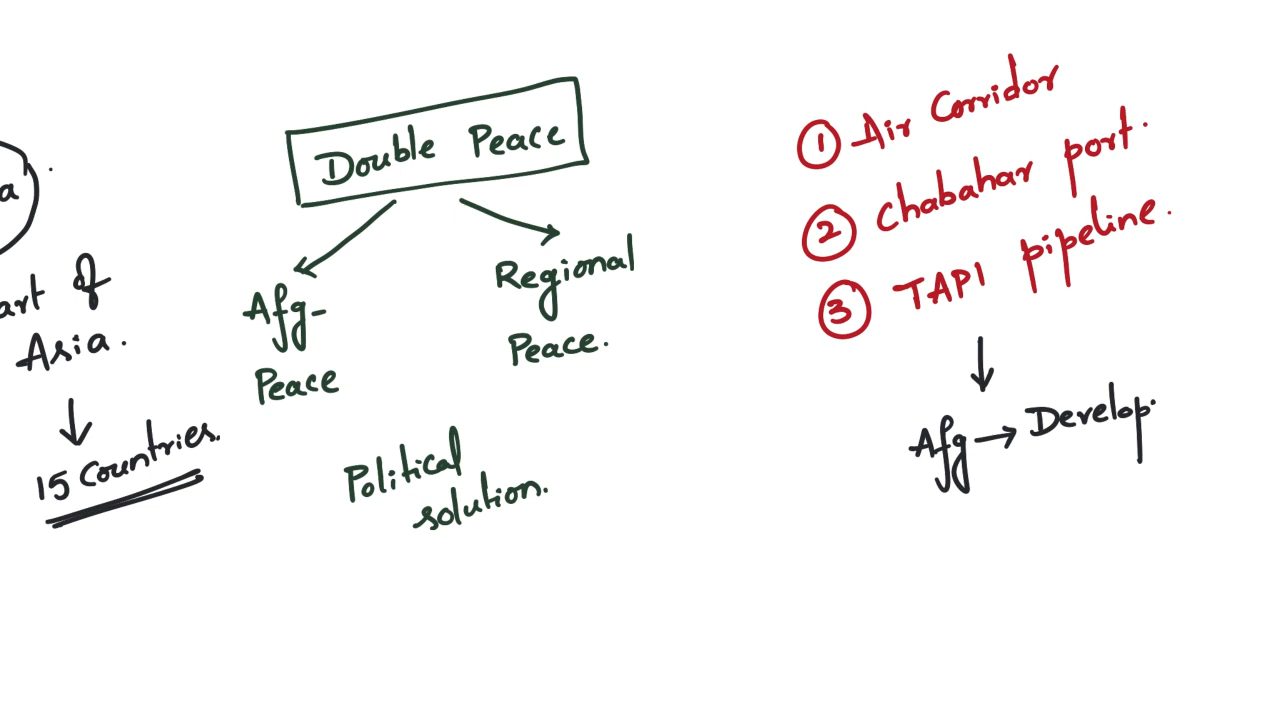 a
art of
Asia.
15 Countries.
Double Peace
Afg-
Peace
Regional
Peace.
Political
solution.
① Air Corridor
② Chabahar port.
③ TAPI pipeline.
Afg → Develop.